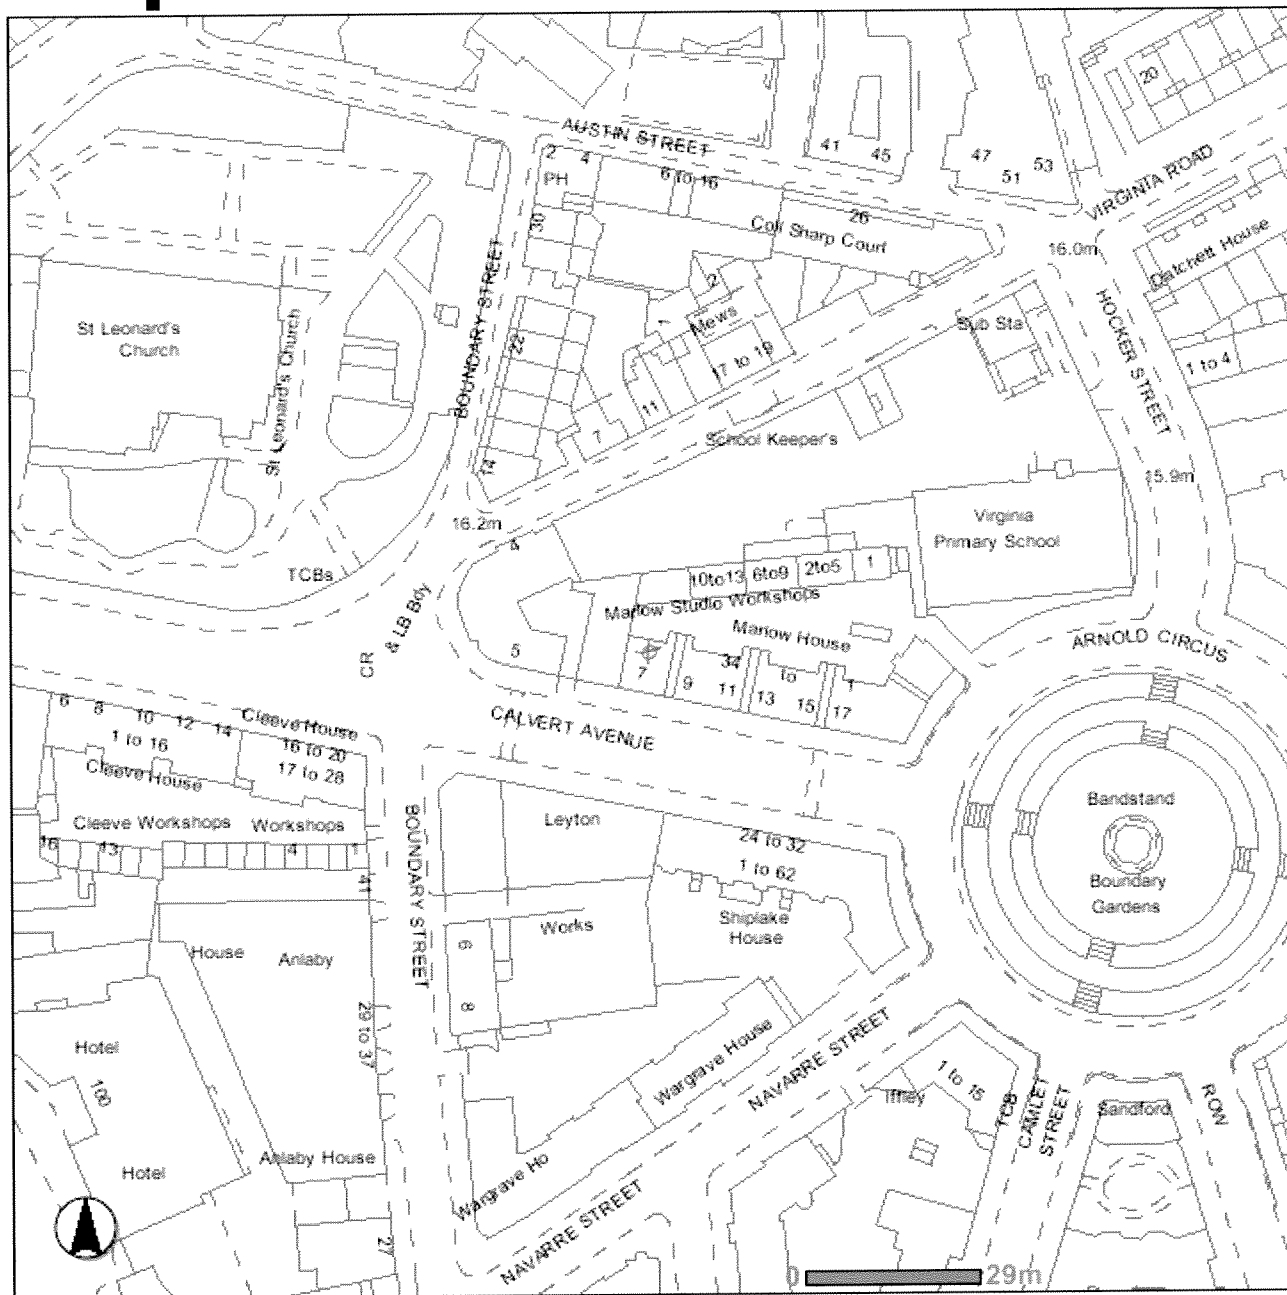 20
AUSTIN STREET
2
4
PH
6 to 16
41
45
47
51
53
VIRGINIA ROAD
30
26
Coll Sharp Court
16.0m
Datchett House
BOUNDARY STREET
2
St Leonard's
Church
St Leonard's Church
22
1
Mews
17 to 19
Sub Sta
HOCKER STREET
1 to 4
11
7
School Keeper's
14
15.9m
16.2m
Virginia
Primary School
4
TCBs
10to13
6to9
2to5
1
Marlow Studio Workshops
CR
& LB Bdy
Marlow House
ARNOLD CIRCUS
5
7
9
34
to
1
11
13
15
17
6
8
10
12
14
Cleeve House
CALVERT AVENUE
1 to 16
16 to 20
17 to 28
Cleeve House
Bandstand
Cleeve Workshops
Workshops
BOUNDARY STREET
Leyton
24 to 32
16
13
4
1
1 to 62
41
Boundary
Gardens
Shiplake
House
House
Anlaby
6
Works
8
29 to 37
Hotel
100
Wargrave House
NAVARRE STREET
1 to 15
Iffley
TCB
CAMLET
STREET
Sandford
ROW
Hotel
Anlaby House
Wargrave Ho
NAVARRE STREET
27
0
29m